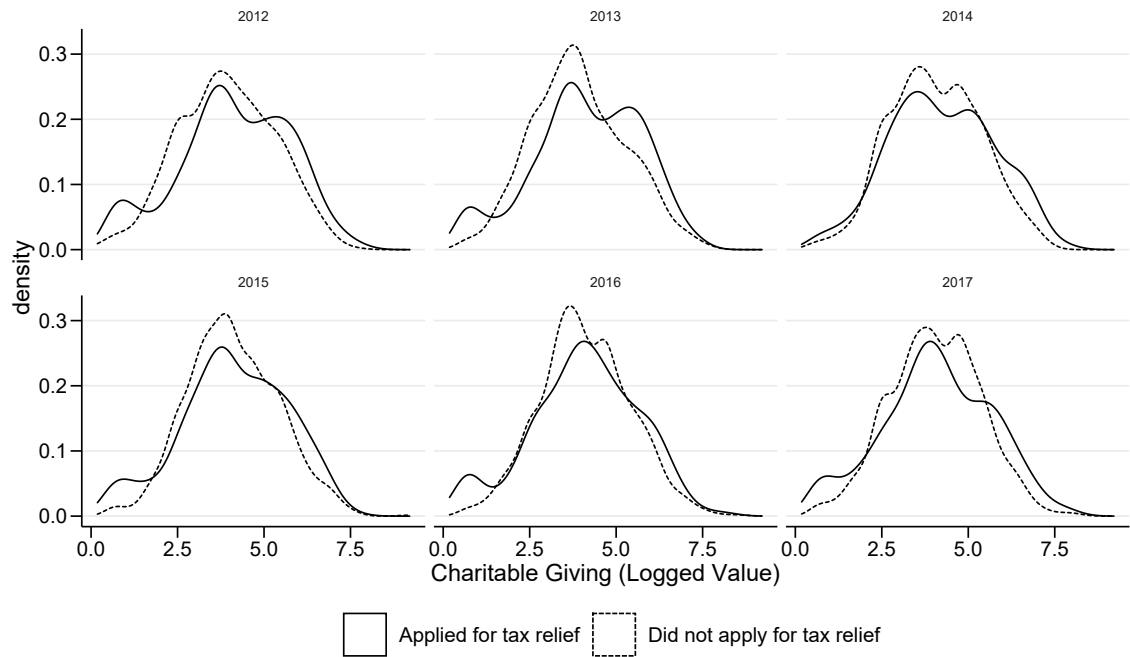 2012 2013 2014
0.3
0.2
0.1
0.0
density
2015 2016 2017
0.3
0.2
0.1
0.0
0.0 2.5 5.0 7.5 0.0 2.5 5.0 7.5 0.0 2.5 5.0 7.5
Charitable Giving (Logged Value)
Applied for tax relief Did not apply for tax relief